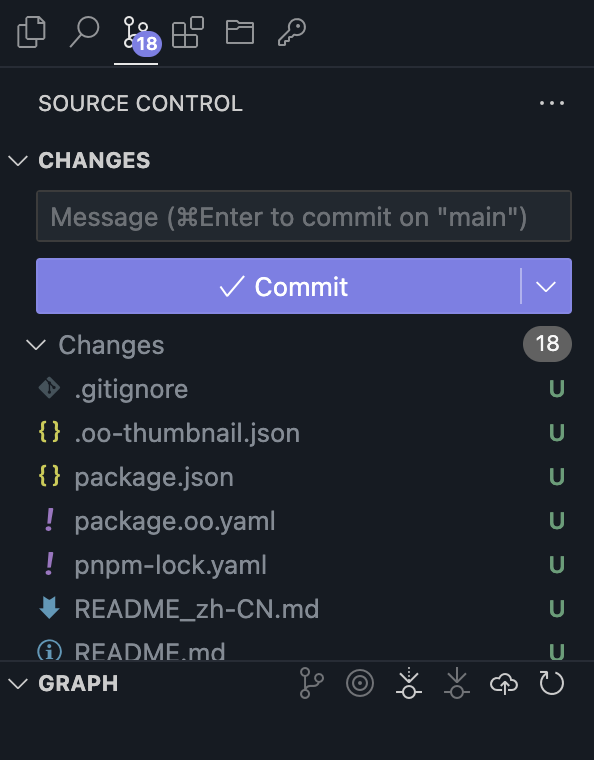 18
SOURCE CONTROL
CHANGES
Message (⌘Enter to commit on "main")
Commit
Changes 18
.gitignore U
{} .oo-thumbnail.json U
{} package.json U
! package.oo.yaml U
! pnpm-lock.yaml U
README_zh-CN.md U
README.md U
GRAPH